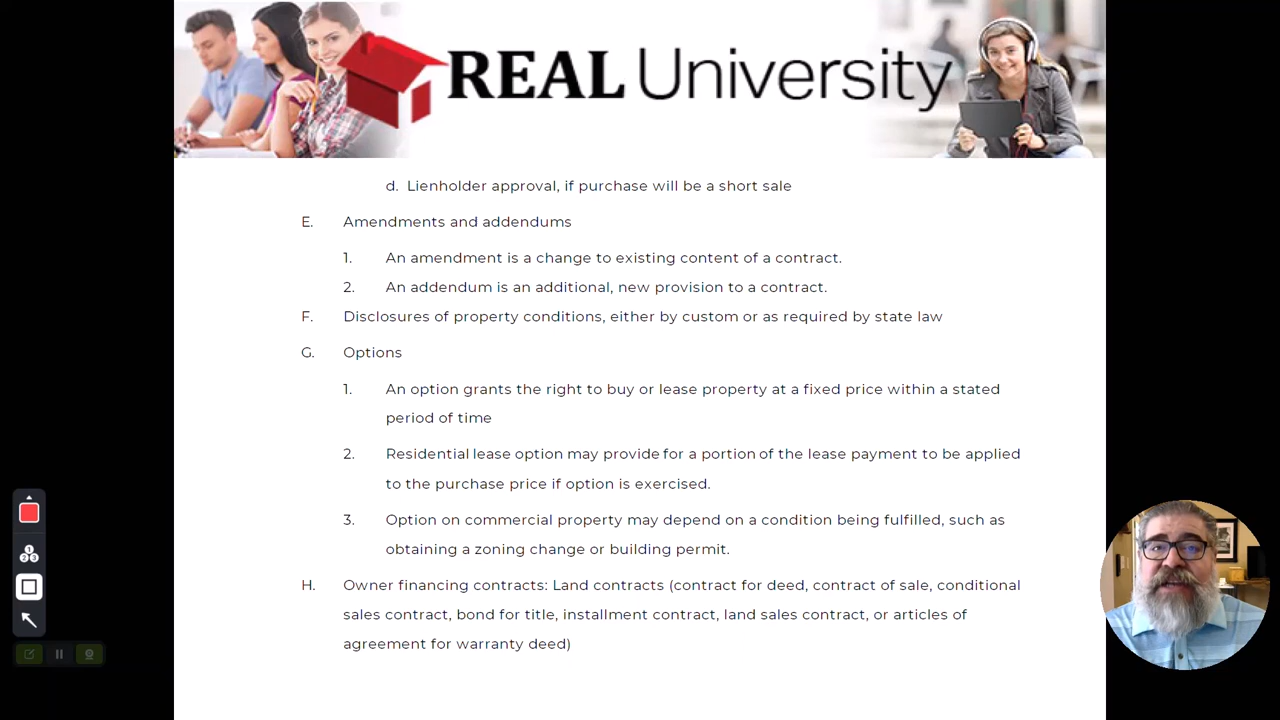 REAL University
d. Lienholder approval, if purchase will be a short sale
E. Amendments and addendums
1. An amendment is a change to existing content of a contract.
2. An addendum is an additional, new provision to a contract.
F. Disclosures of property conditions, either by custom or as required by state law
G. Options
1. An option grants the right to buy or lease property at a fixed price within a stated
period of time
2. Residential lease option may provide for a portion of the lease payment to be applied
to the purchase price if option is exercised.
3. Option on commercial property may depend on a condition being fulfilled, such as
obtaining a zoning change or building permit.
H. Owner financing contracts: Land contracts (contract for deed, contract of sale, conditional
sales contract, bond for title, installment contract, land sales contract, or articles of
agreement for warranty deed)